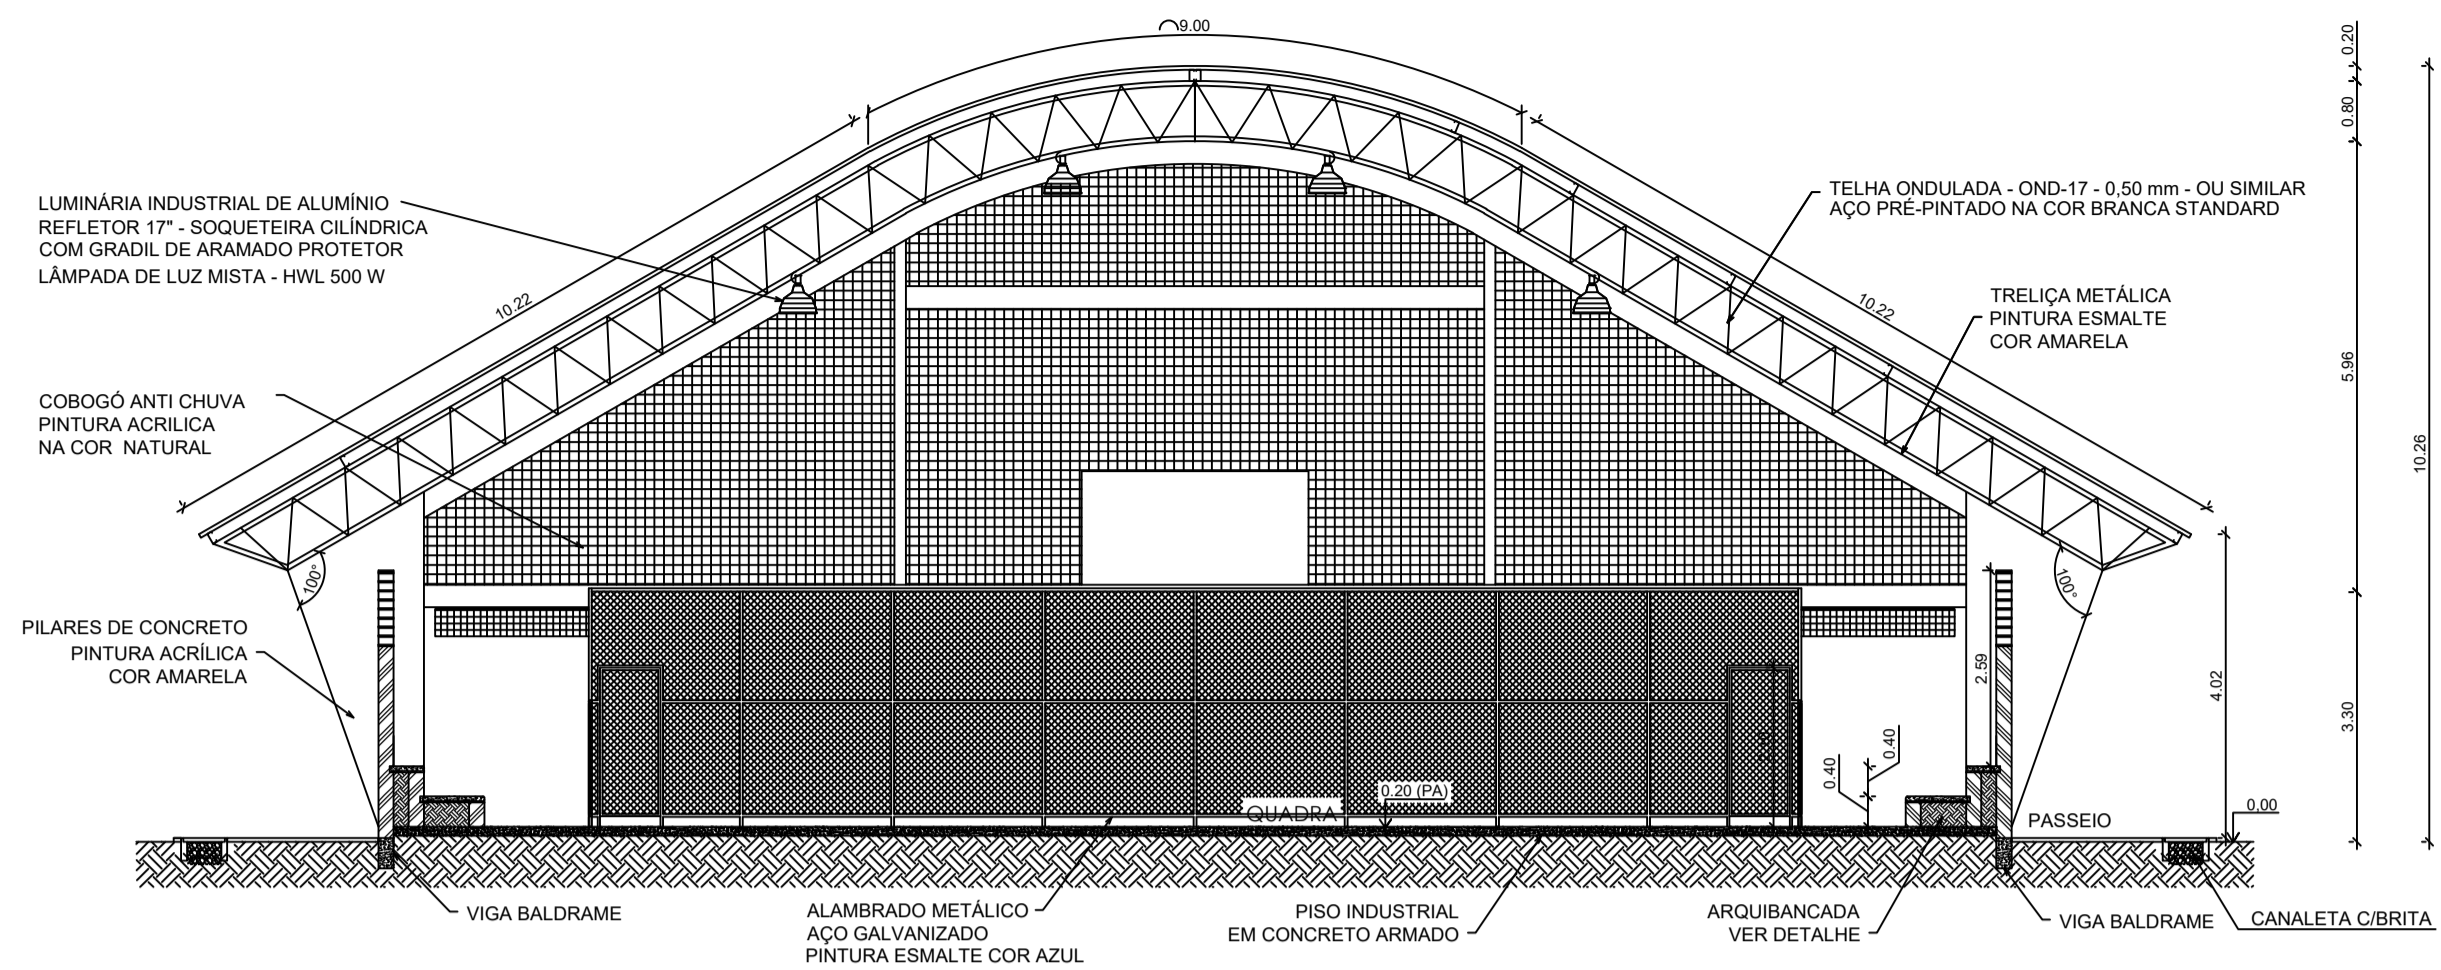 9.00
0.20
0.80
5.96
10.26
3.30
LUMINÁRIA INDUSTRIAL DE ALUMÍNIO
REFLETOR 17" - SOQUETEIRA CILÍNDRICA
COM GRADIL DE ARAMADO PROTETOR
LÂMPADA DE LUZ MISTA - HWL 500 W
TELHA ONDULADA - OND-17 - 0,50 mm - OU SIMILAR
AÇO PRÉ-PINTADO NA COR BRANCA STANDARD
10.22
10.22
TRELIÇA METÁLICA
PINTURA ESMALTE
COR AMARELA
COBOGÓ ANTI CHUVA
PINTURA ACRILICA
NA COR NATURAL
100°
100°
PILARES DE CONCRETO
PINTURA ACRÍLICA
COR AMARELA
2.59
4.02
0.40
0.40
0.20 (PA)
QUADRA
PASSEIO
0,00
VIGA BALDRAME
ALAMBRADO METÁLICO
AÇO GALVANIZADO
PINTURA ESMALTE COR AZUL
PISO INDUSTRIAL
EM CONCRETO ARMADO
ARQUIBANCADA
VER DETALHE
VIGA BALDRAME
CANALETA C/BRITA